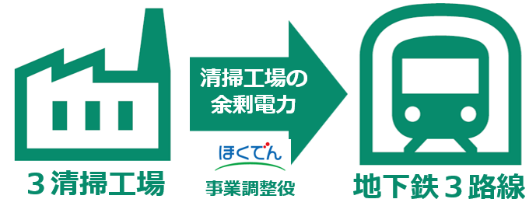 清掃工場の
余剰電力
ほくでん
事業調整役
３清掃工場
地下鉄３路線